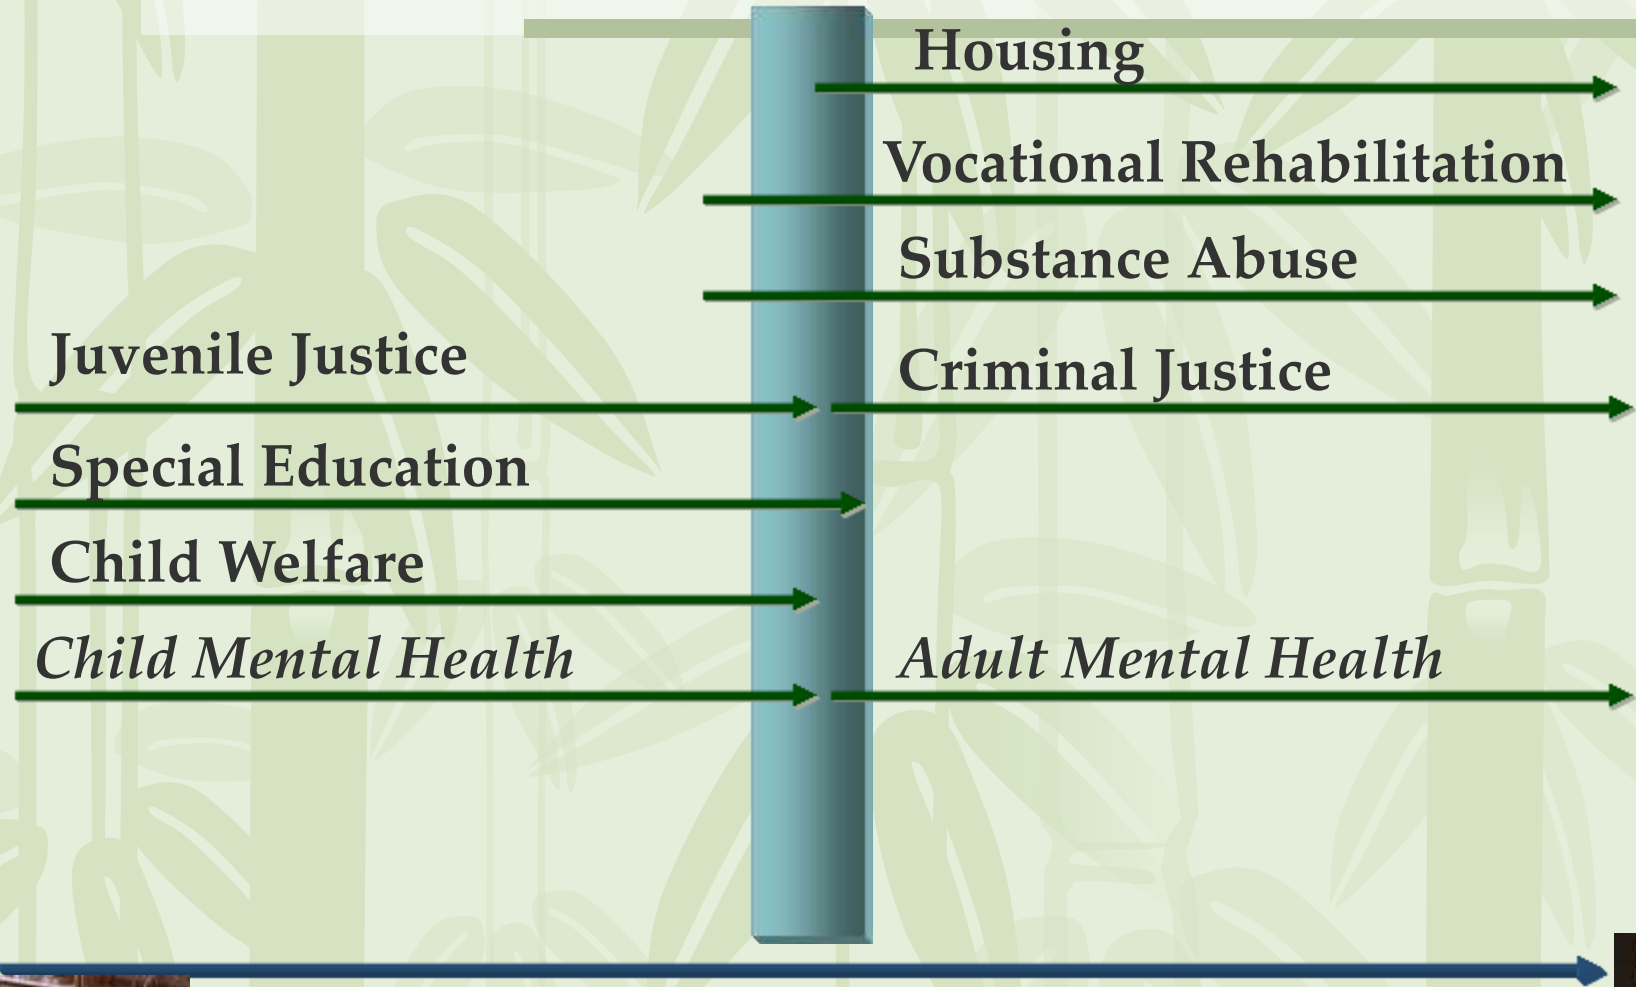 Housing
Vocational Rehabilitation
Substance Abuse
Juvenile Justice
Criminal Justice
Special Education
Child Welfare
Child Mental Health
Adult Mental Health